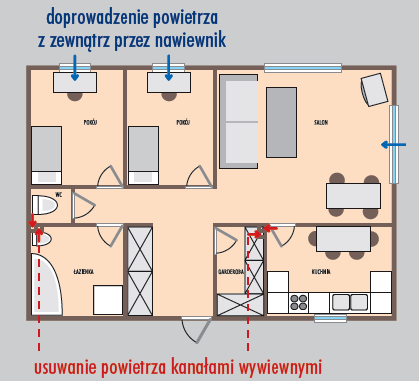 doprowadzenie powietrza
z zewnątrz przez nawiewnik
POKÓJ
POKÓJ
SALON
WC
ŁAZIENKA
GARDEROBA
KUCHNIA
usuwanie powietrza kanałami wywiewnymi